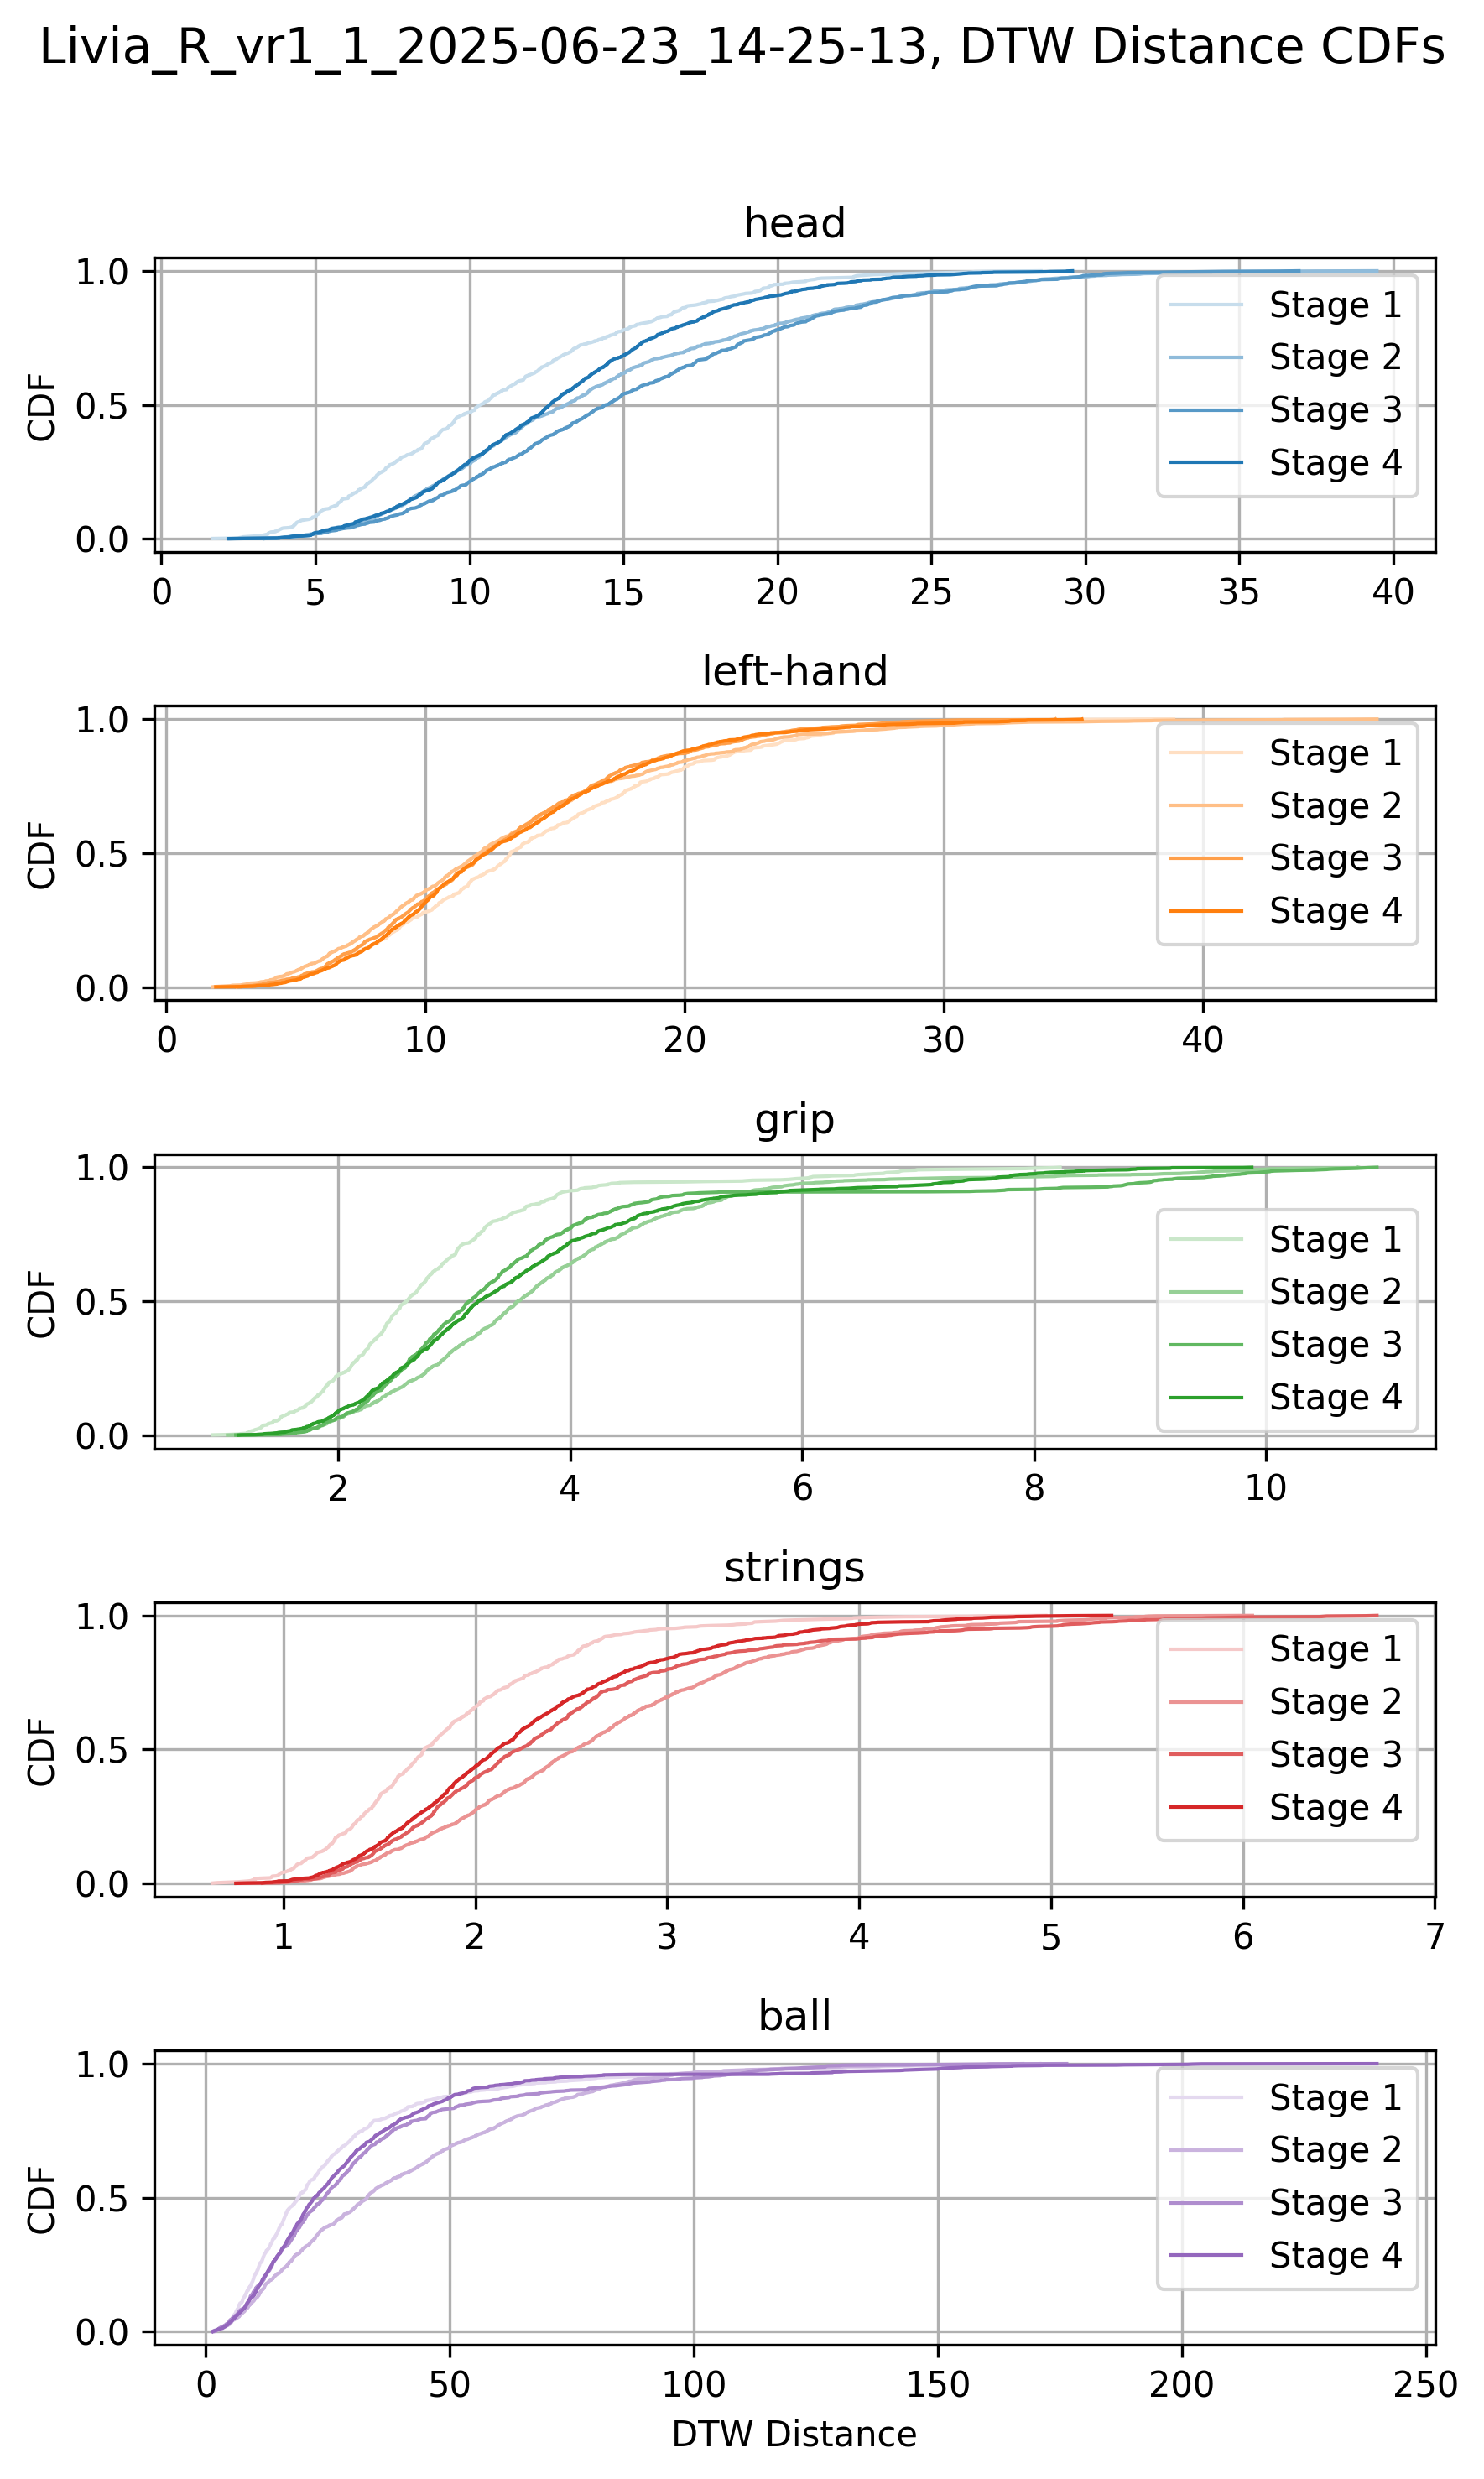 Livia_R_vr1_1_2025-06-23_14-25-13, DTW Distance CDFs
head
1.0
0.5
0.0
CDF
Stage 1
Stage 2
Stage 3
Stage 4
0 5 10 15 20 25 30 35 40
left-hand
1.0
0.5
0.0
CDF
Stage 1
Stage 2
Stage 3
Stage 4
0 10 20 30 40
grip
1.0
0.5
0.0
CDF
Stage 1
Stage 2
Stage 3
Stage 4
2 4 6 8 10
strings
1.0
0.5
0.0
CDF
Stage 1
Stage 2
Stage 3
Stage 4
1 2 3 4 5 6 7
ball
1.0
0.5
0.0
CDF
Stage 1
Stage 2
Stage 3
Stage 4
0 50 100 150 200 250
DTW Distance